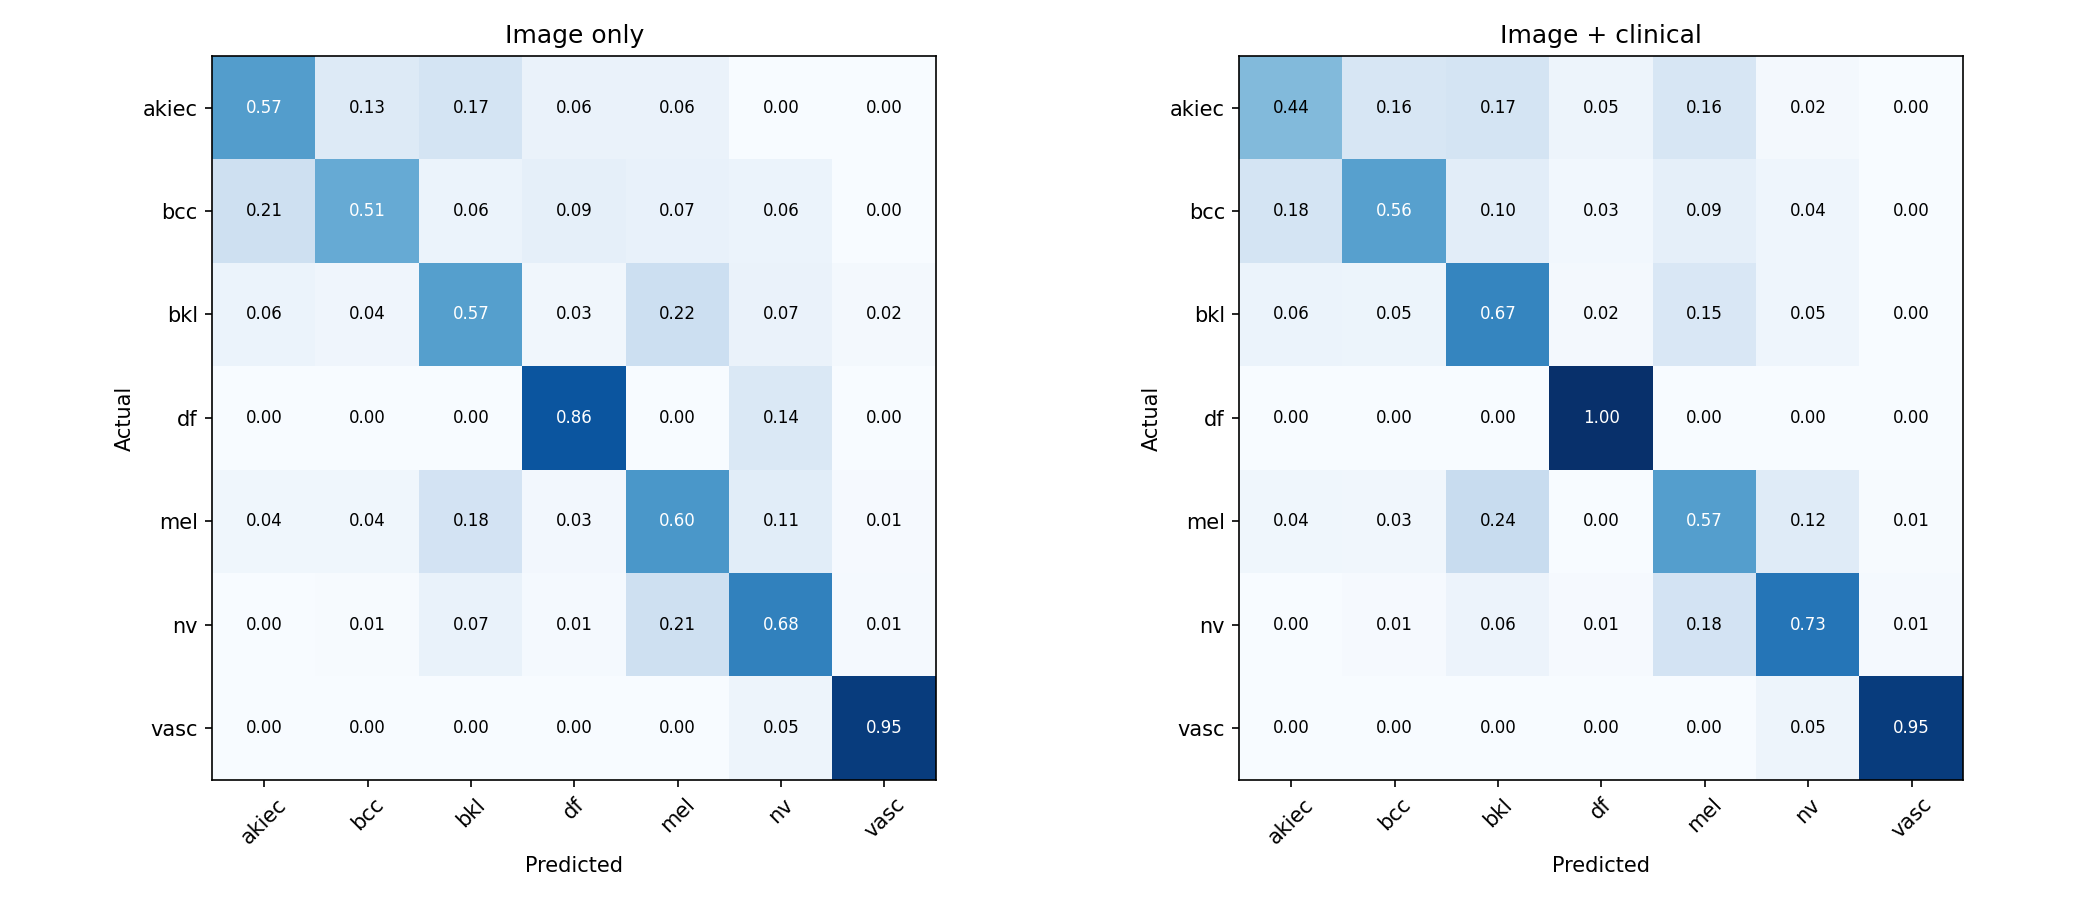 Image only
akiec 0.57 0.13 0.17 0.06 0.06 0.00 0.00
bcc 0.21 0.51 0.06 0.09 0.07 0.06 0.00
bkl 0.06 0.04 0.57 0.03 0.22 0.07 0.02
df 0.00 0.00 0.00 0.86 0.00 0.14 0.00
mel 0.04 0.04 0.18 0.03 0.60 0.11 0.01
nv 0.00 0.01 0.07 0.01 0.21 0.68 0.01
vasc 0.00 0.00 0.00 0.00 0.00 0.05 0.95
akiec bcc bkl df mel nv vasc
Predicted
Actual
Image + clinical
akiec 0.44 0.16 0.17 0.05 0.16 0.02 0.00
bcc 0.18 0.56 0.10 0.03 0.09 0.04 0.00
bkl 0.06 0.05 0.67 0.02 0.15 0.05 0.00
df 0.00 0.00 0.00 1.00 0.00 0.00 0.00
mel 0.04 0.03 0.24 0.00 0.57 0.12 0.01
nv 0.00 0.01 0.06 0.01 0.18 0.73 0.01
vasc 0.00 0.00 0.00 0.00 0.00 0.05 0.95
akiec bcc bkl df mel nv vasc
Predicted
Actual